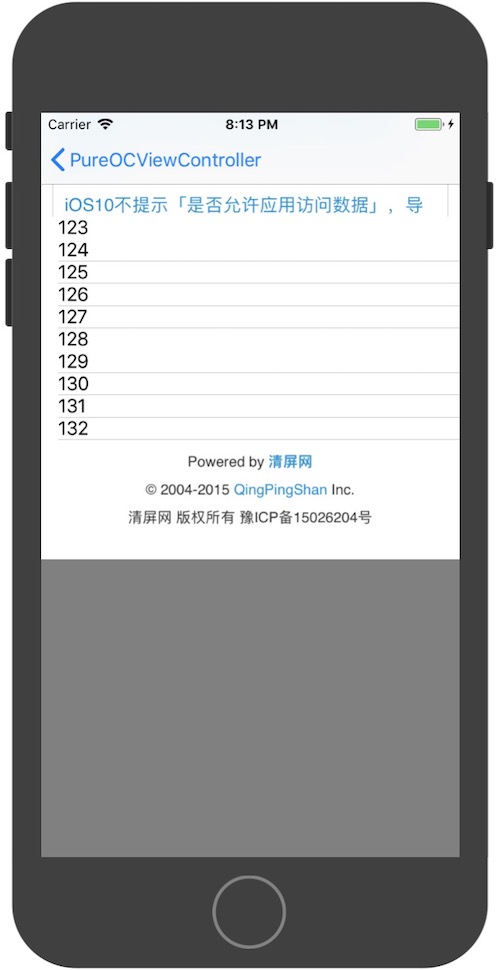 Carrier 8:13 PM
PureOCViewController
iOS10不提示「是否允许应用访问数据」，导
123
124
125
126
127
128
129
130
131
132
Powered by 清屏网
© 2004-2015 QingPingShan Inc.
清屏网 版权所有 豫ICP备15026204号